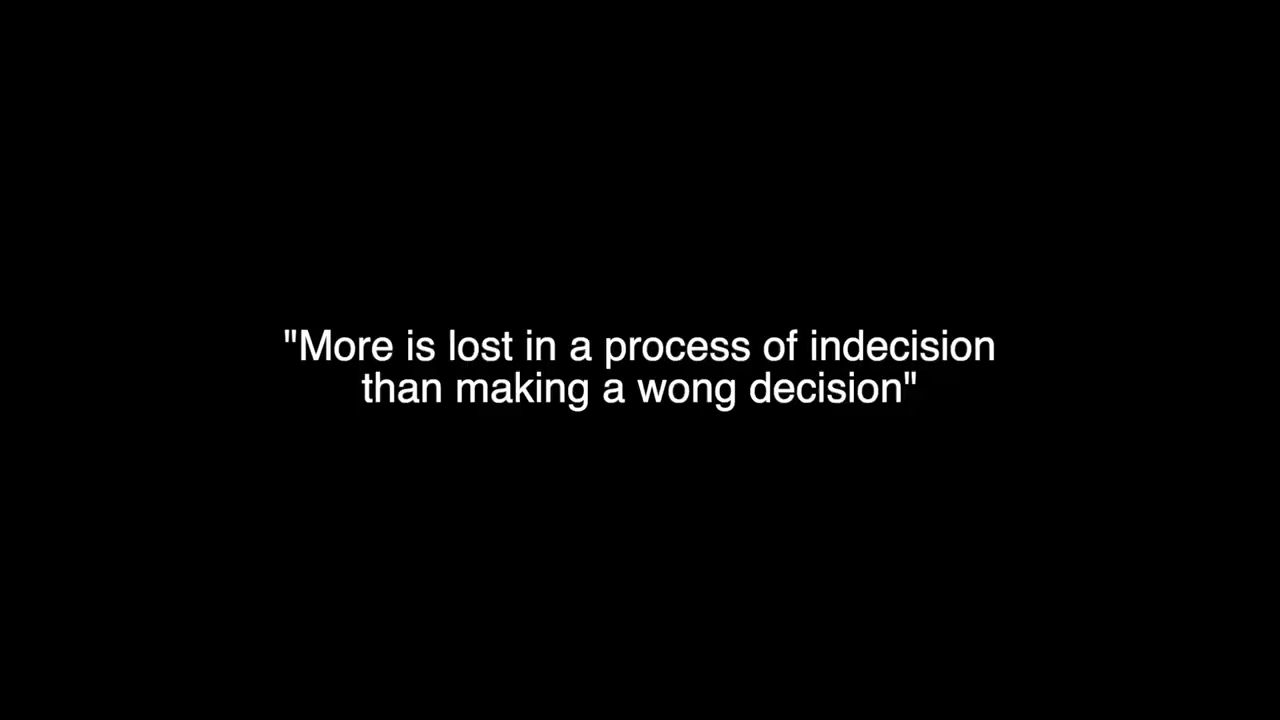 "More is lost in a process of indecision
than making a wong decision"